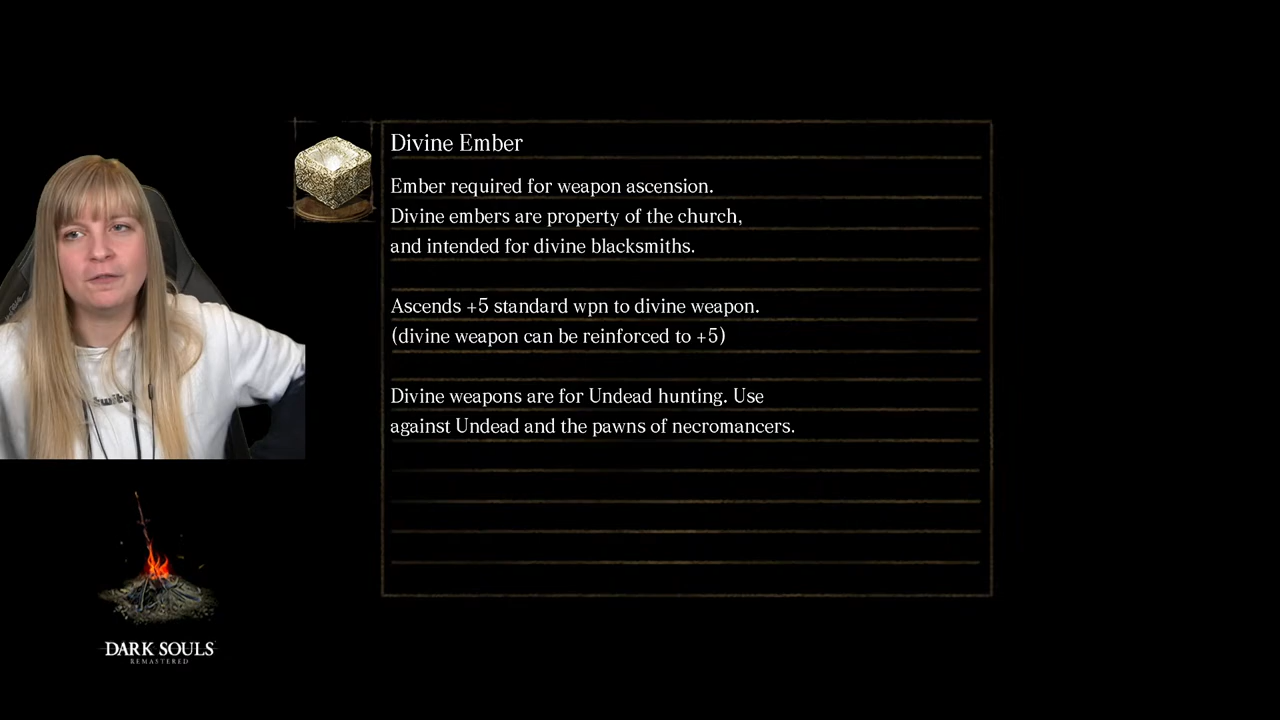 Divine Ember
Ember required for weapon ascension.
Divine embers are property of the church,
and intended for divine blacksmiths.
Ascends +5 standard wpn to divine weapon.
(divine weapon can be reinforced to +5)
Divine weapons are for Undead hunting. Use
against Undead and the pawns of necromancers.
twitch
DARK SOULS
REMASTERED